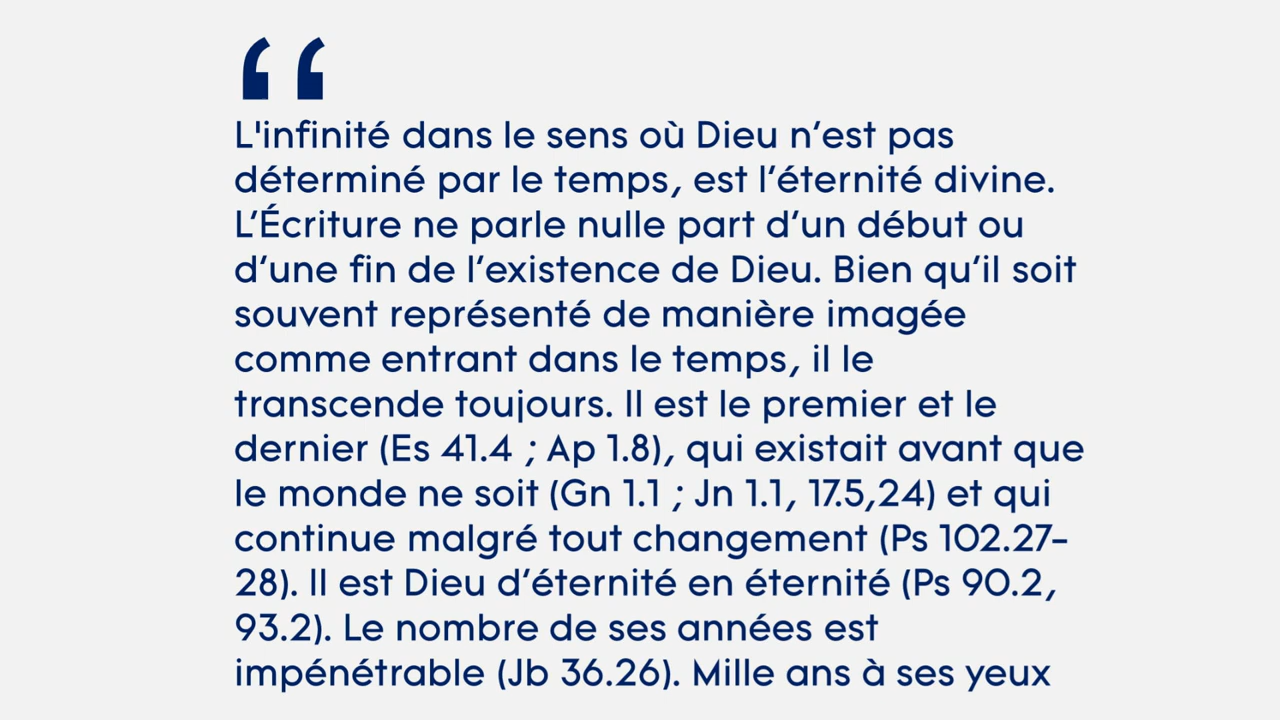 “
L'infinité dans le sens où Dieu n’est pas
déterminé par le temps, est l’éternité divine.
L’Écriture ne parle nulle part d’un début ou
d’une fin de l’existence de Dieu. Bien qu’il soit
souvent représenté de manière imagée
comme entrant dans le temps, il le
transcende toujours. Il est le premier et le
dernier (Es 41.4 ; Ap 1.8), qui existait avant que
le monde ne soit (Gn 1.1 ; Jn 1.1, 17.5,24) et qui
continue malgré tout changement (Ps 102.27-
28). Il est Dieu d’éternité en éternité (Ps 90.2,
93.2). Le nombre de ses années est
impénétrable (Jb 36.26). Mille ans à ses yeux